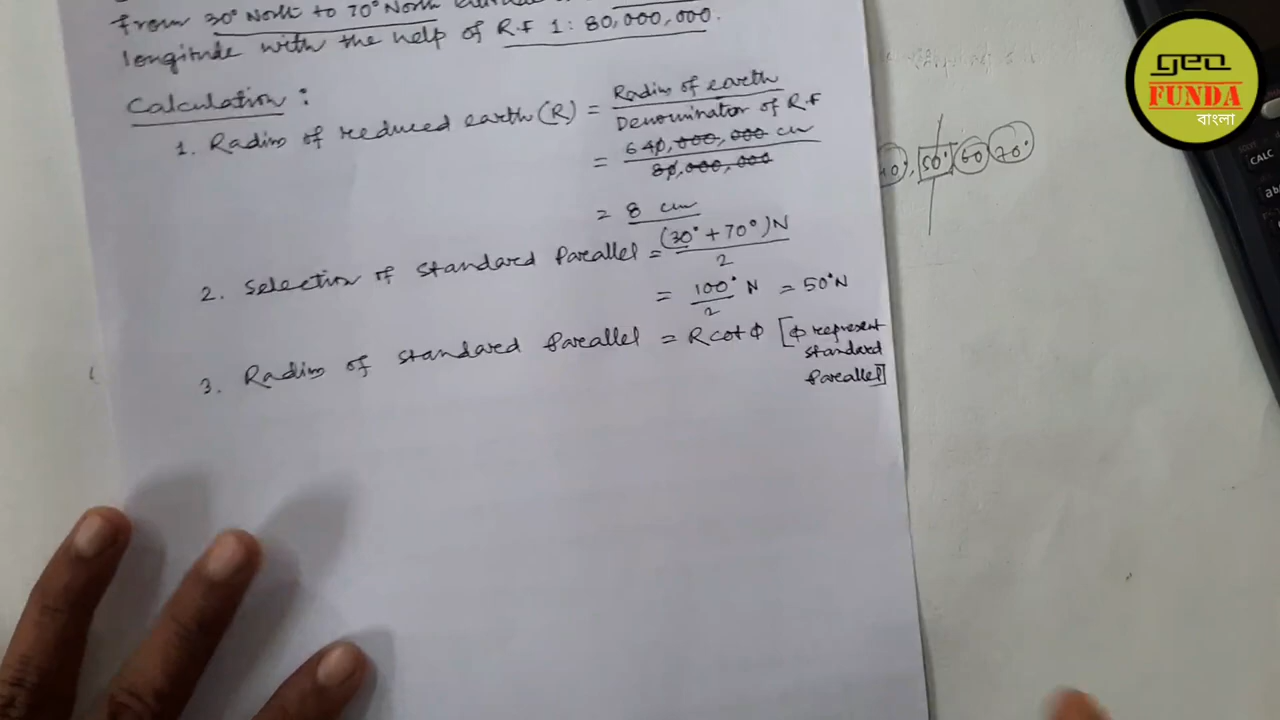 from 30° North to 70° North
longitude with the help of R.F 1: 80,000,000.
Calculation:
1. Radius of reduced earth (R) = Radius of earth
Denominator of R.F
= 640,000,000 cm
80,000,000
= 8 cm
2. Selection of Standard Parallel = (30° + 70°)N
2
= 100° N = 50°N
2
3. Radius of Standard Parallel = R cot Φ [Φ represent
standard
Parallel]
40°, 50° 60 70°
GEO
FUNDA
বাংলা
CALC